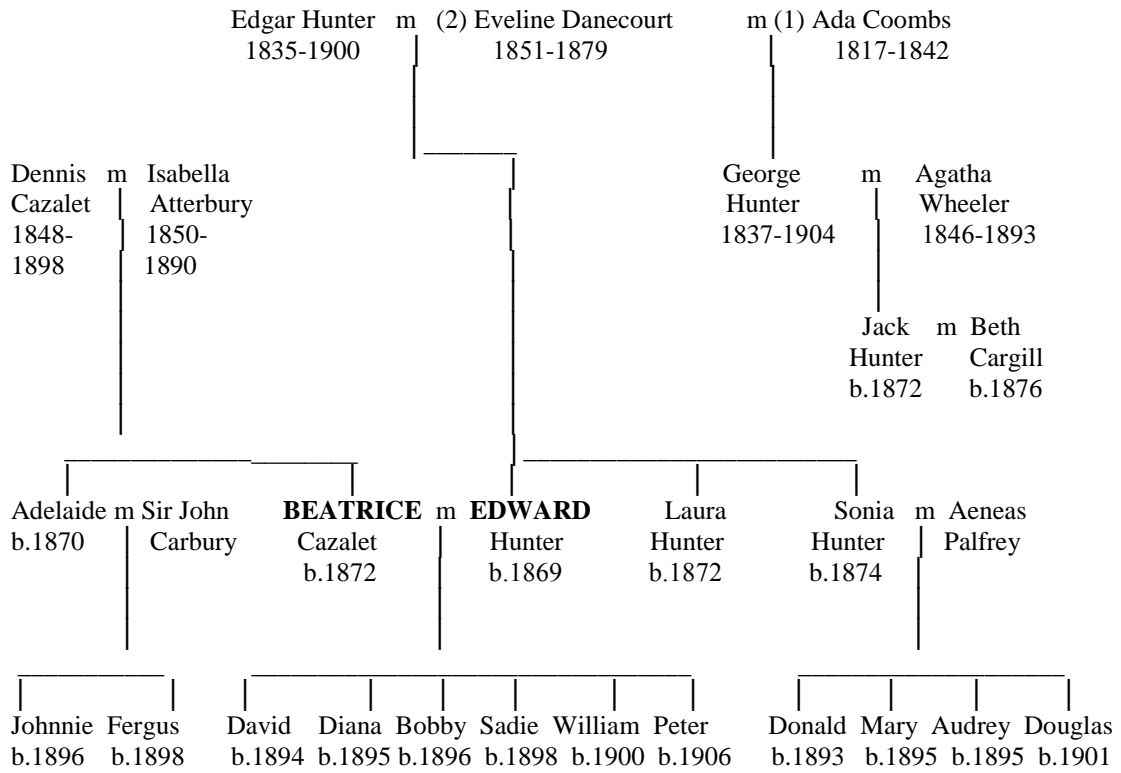 Edgar Hunter m (2) Eveline Danecourt m (1) Ada Coombs
1835-1900 1851-1879 1817-1842
Dennis m Isabella George m Agatha
Cazalet Atterbury Hunter Wheeler
1848- 1850- 1837-1904 1846-1893
1898 1890
Jack m Beth
Hunter Cargill
b.1872 b.1876
Adelaide m Sir John BEATRICE m EDWARD Laura Sonia m Aeneas
b.1870 Carbury Cazalet Hunter Hunter Hunter Palfrey
b.1872 b.1869 b.1872 b.1874
Johnnie Fergus David Diana Bobby Sadie William Peter Donald Mary Audrey Douglas
b.1896 b.1898 b.1894 b.1895 b.1896 b.1898 b.1900 b.1906 b.1893 b.1895 b.1895 b.1901